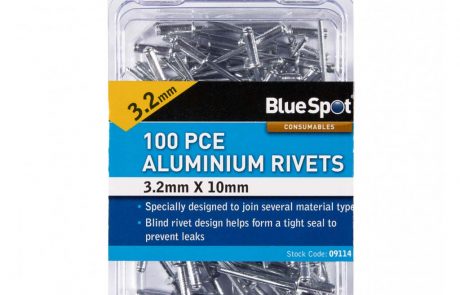 3.2mm
BlueSpot
CONSUMABLES
100 PCE
ALUMINIUM RIVETS
3.2mm X 10mm
• Specially designed to join several material type
• Blind rivet design helps form a tight seal to
prevent leaks
Stock Code: 09114